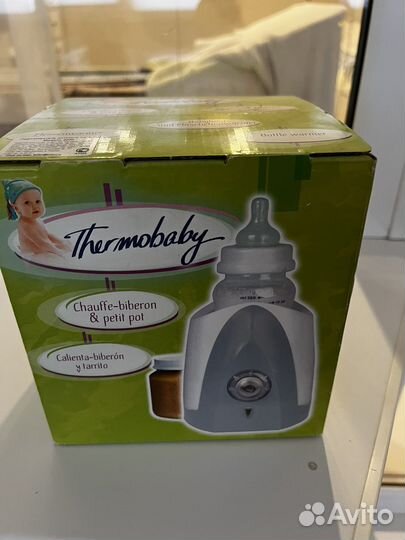 Bottle warmer
Thermobaby
Chauffe-biberon
& petit pot
Calienta-biberón
y tarrito
Avito